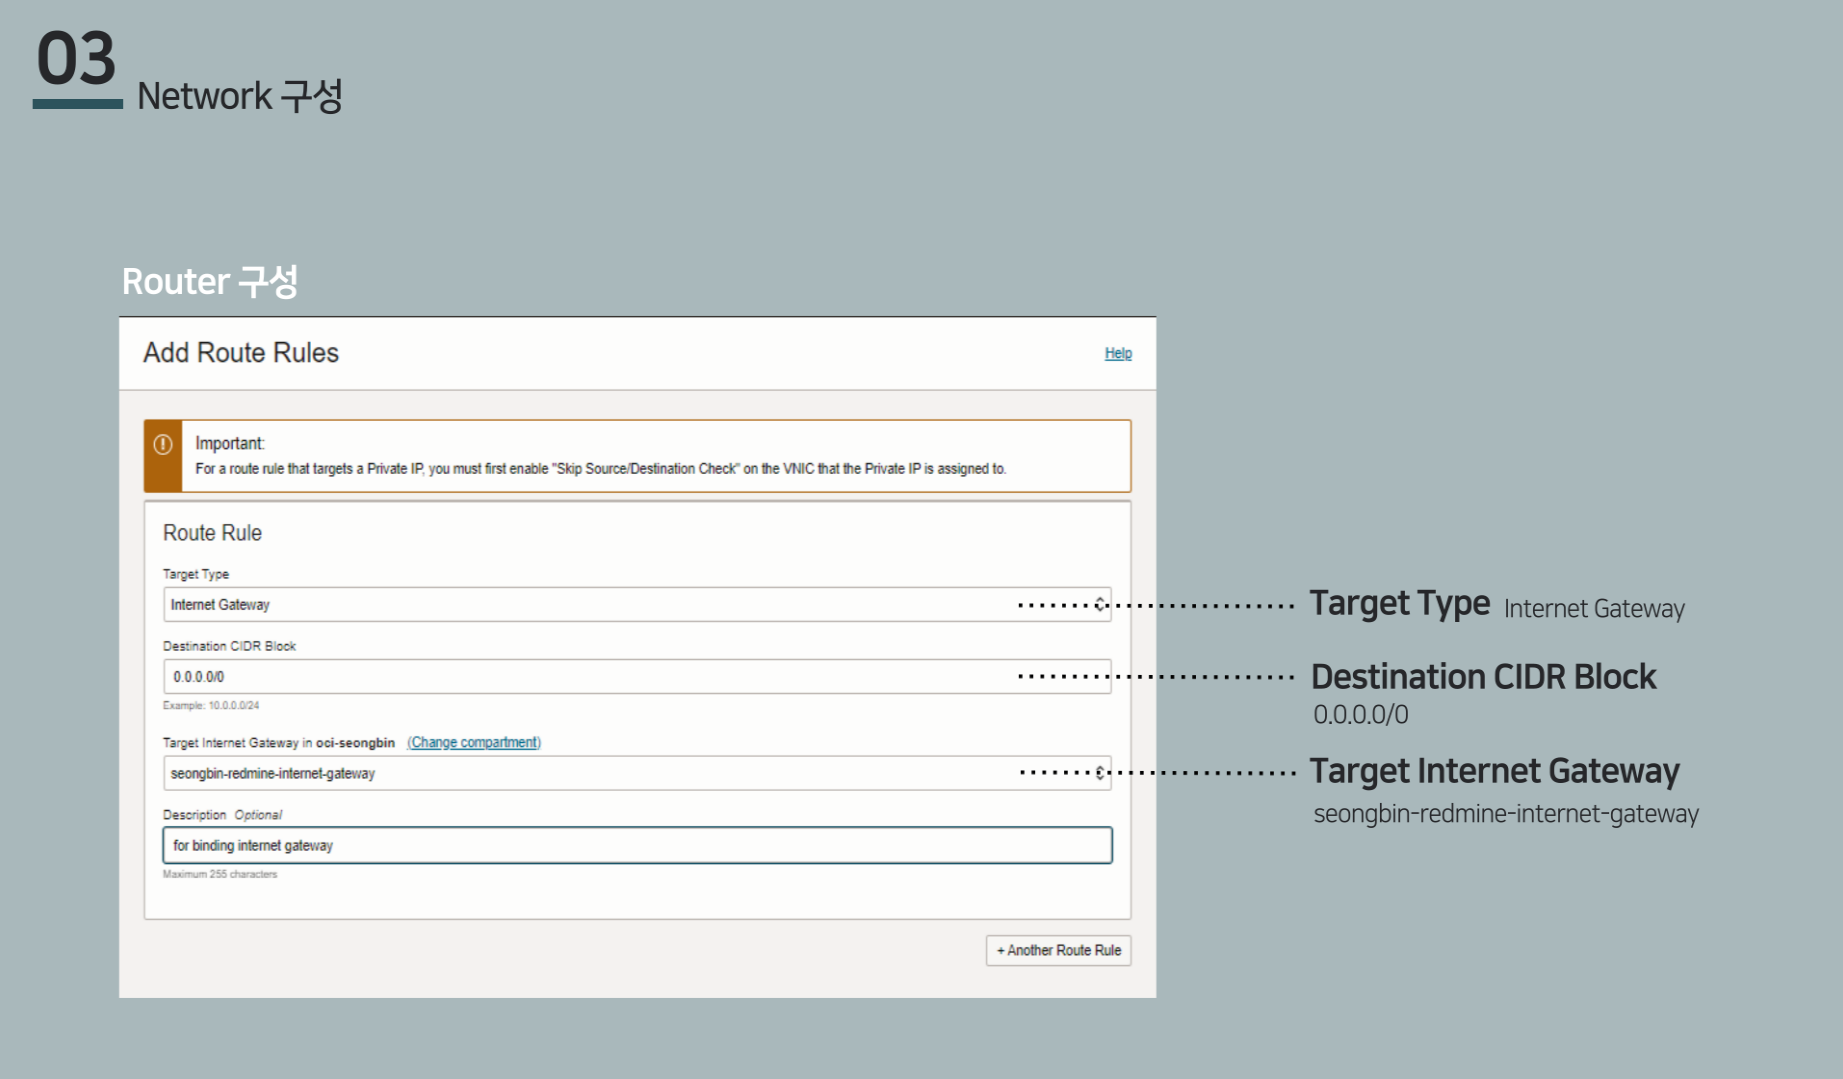 03
Network 구성
Router 구성
Add Route Rules
Help
Important:
For a route rule that targets a Private IP, you must first enable "Skip Source/Destination Check" on the VNIC that the Private IP is assigned to.
Route Rule
Target Type
Internet Gateway
Destination CIDR Block
0.0.0.0/0
Example: 10.0.0.0/24
Target Internet Gateway in oci-seongbin (Change compartment)
seongbin-redmine-internet-gateway
Description Optional
for binding internet gateway
Maximum 255 characters
+ Another Route Rule
Target Type Internet Gateway
Destination CIDR Block
0.0.0.0/0
Target Internet Gateway
seongbin-redmine-internet-gateway